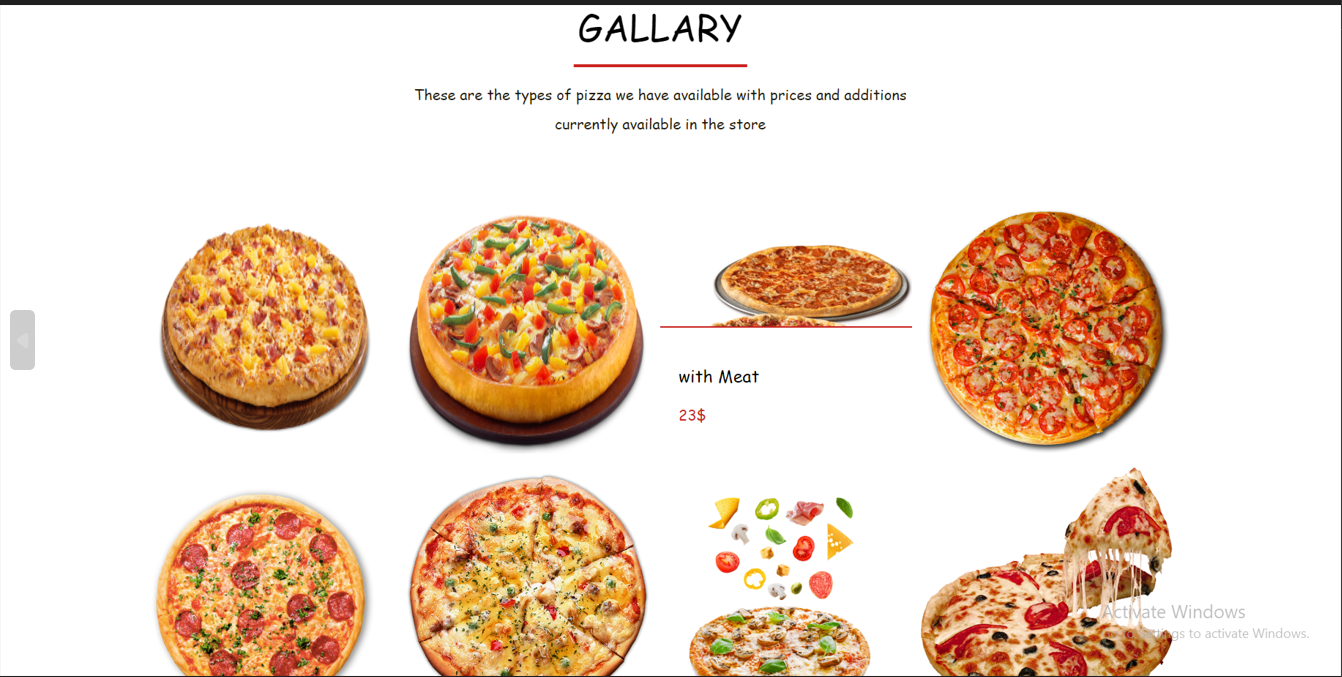 GALLARY
These are the types of pizza we have available with prices and additions
currently available in the store
with Meat
23$
Activate Windows
Go to Settings to activate Windows.